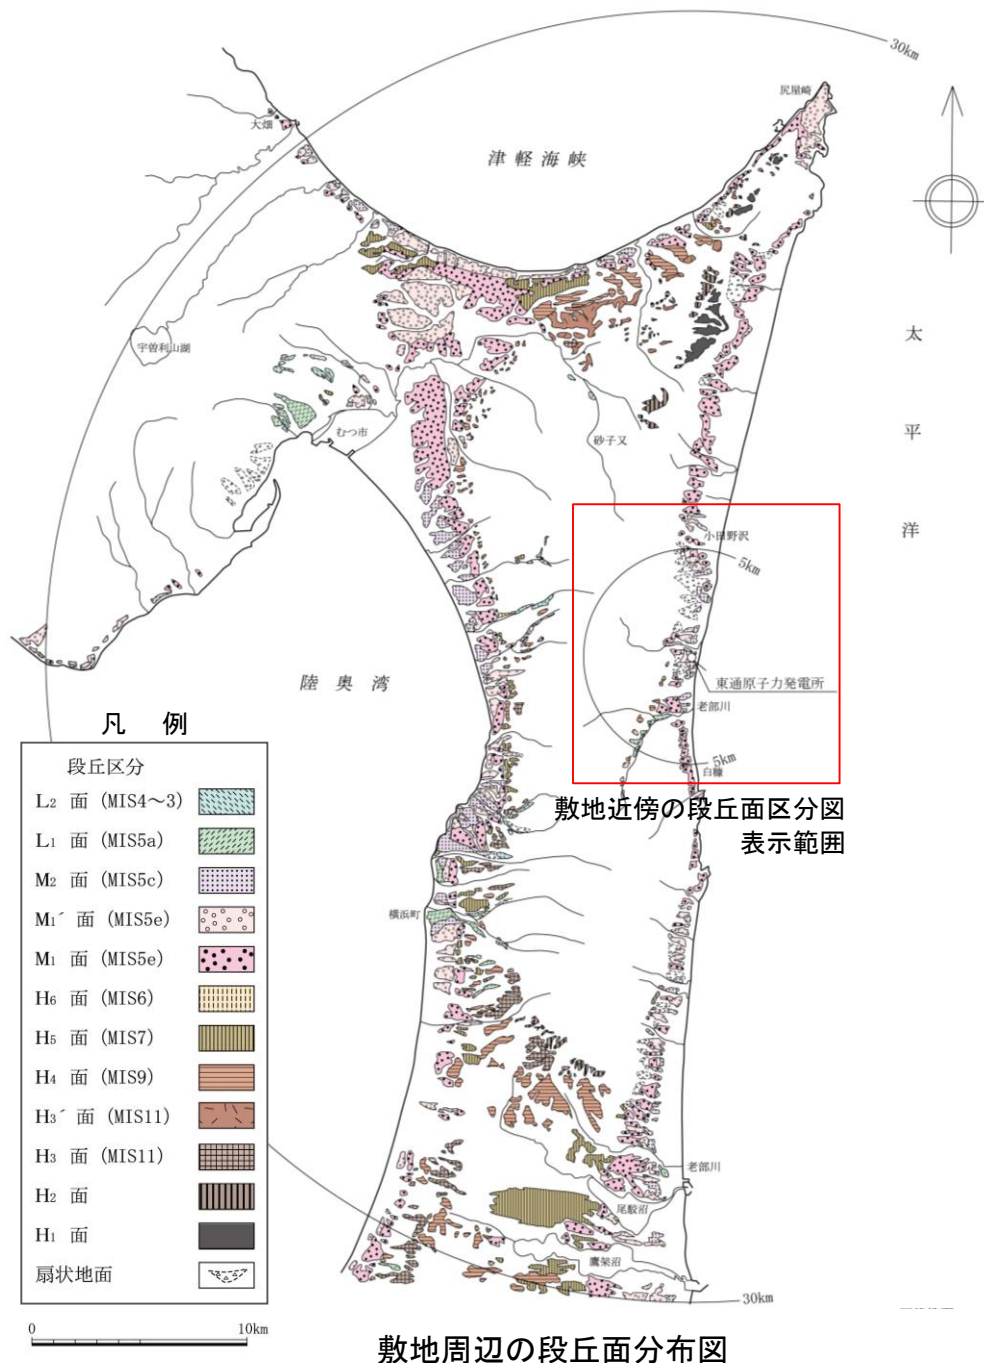 30km
尻屋崎
大畑
津軽海峡
太平洋
宇曽利山湖
むつ市
砂子又
小田野沢
5km
陸奥湾
東通原子力発電所
老部川
5km
白糠
凡 例
段丘区分
L2 面 (MIS4～3)
L1 面 (MIS5a)
M2 面 (MIS5c)
M1´ 面 (MIS5e)
M1 面 (MIS5e)
H6 面 (MIS6)
H5 面 (MIS7)
H4 面 (MIS9)
H3´ 面 (MIS11)
H3 面 (MIS11)
H2 面
H1 面
扇状地面
敷地近傍の段丘面区分図
表示範囲
横浜町
老部川
尾駮沼
鷹架沼
30km
0 10km
敷地周辺の段丘面分布図